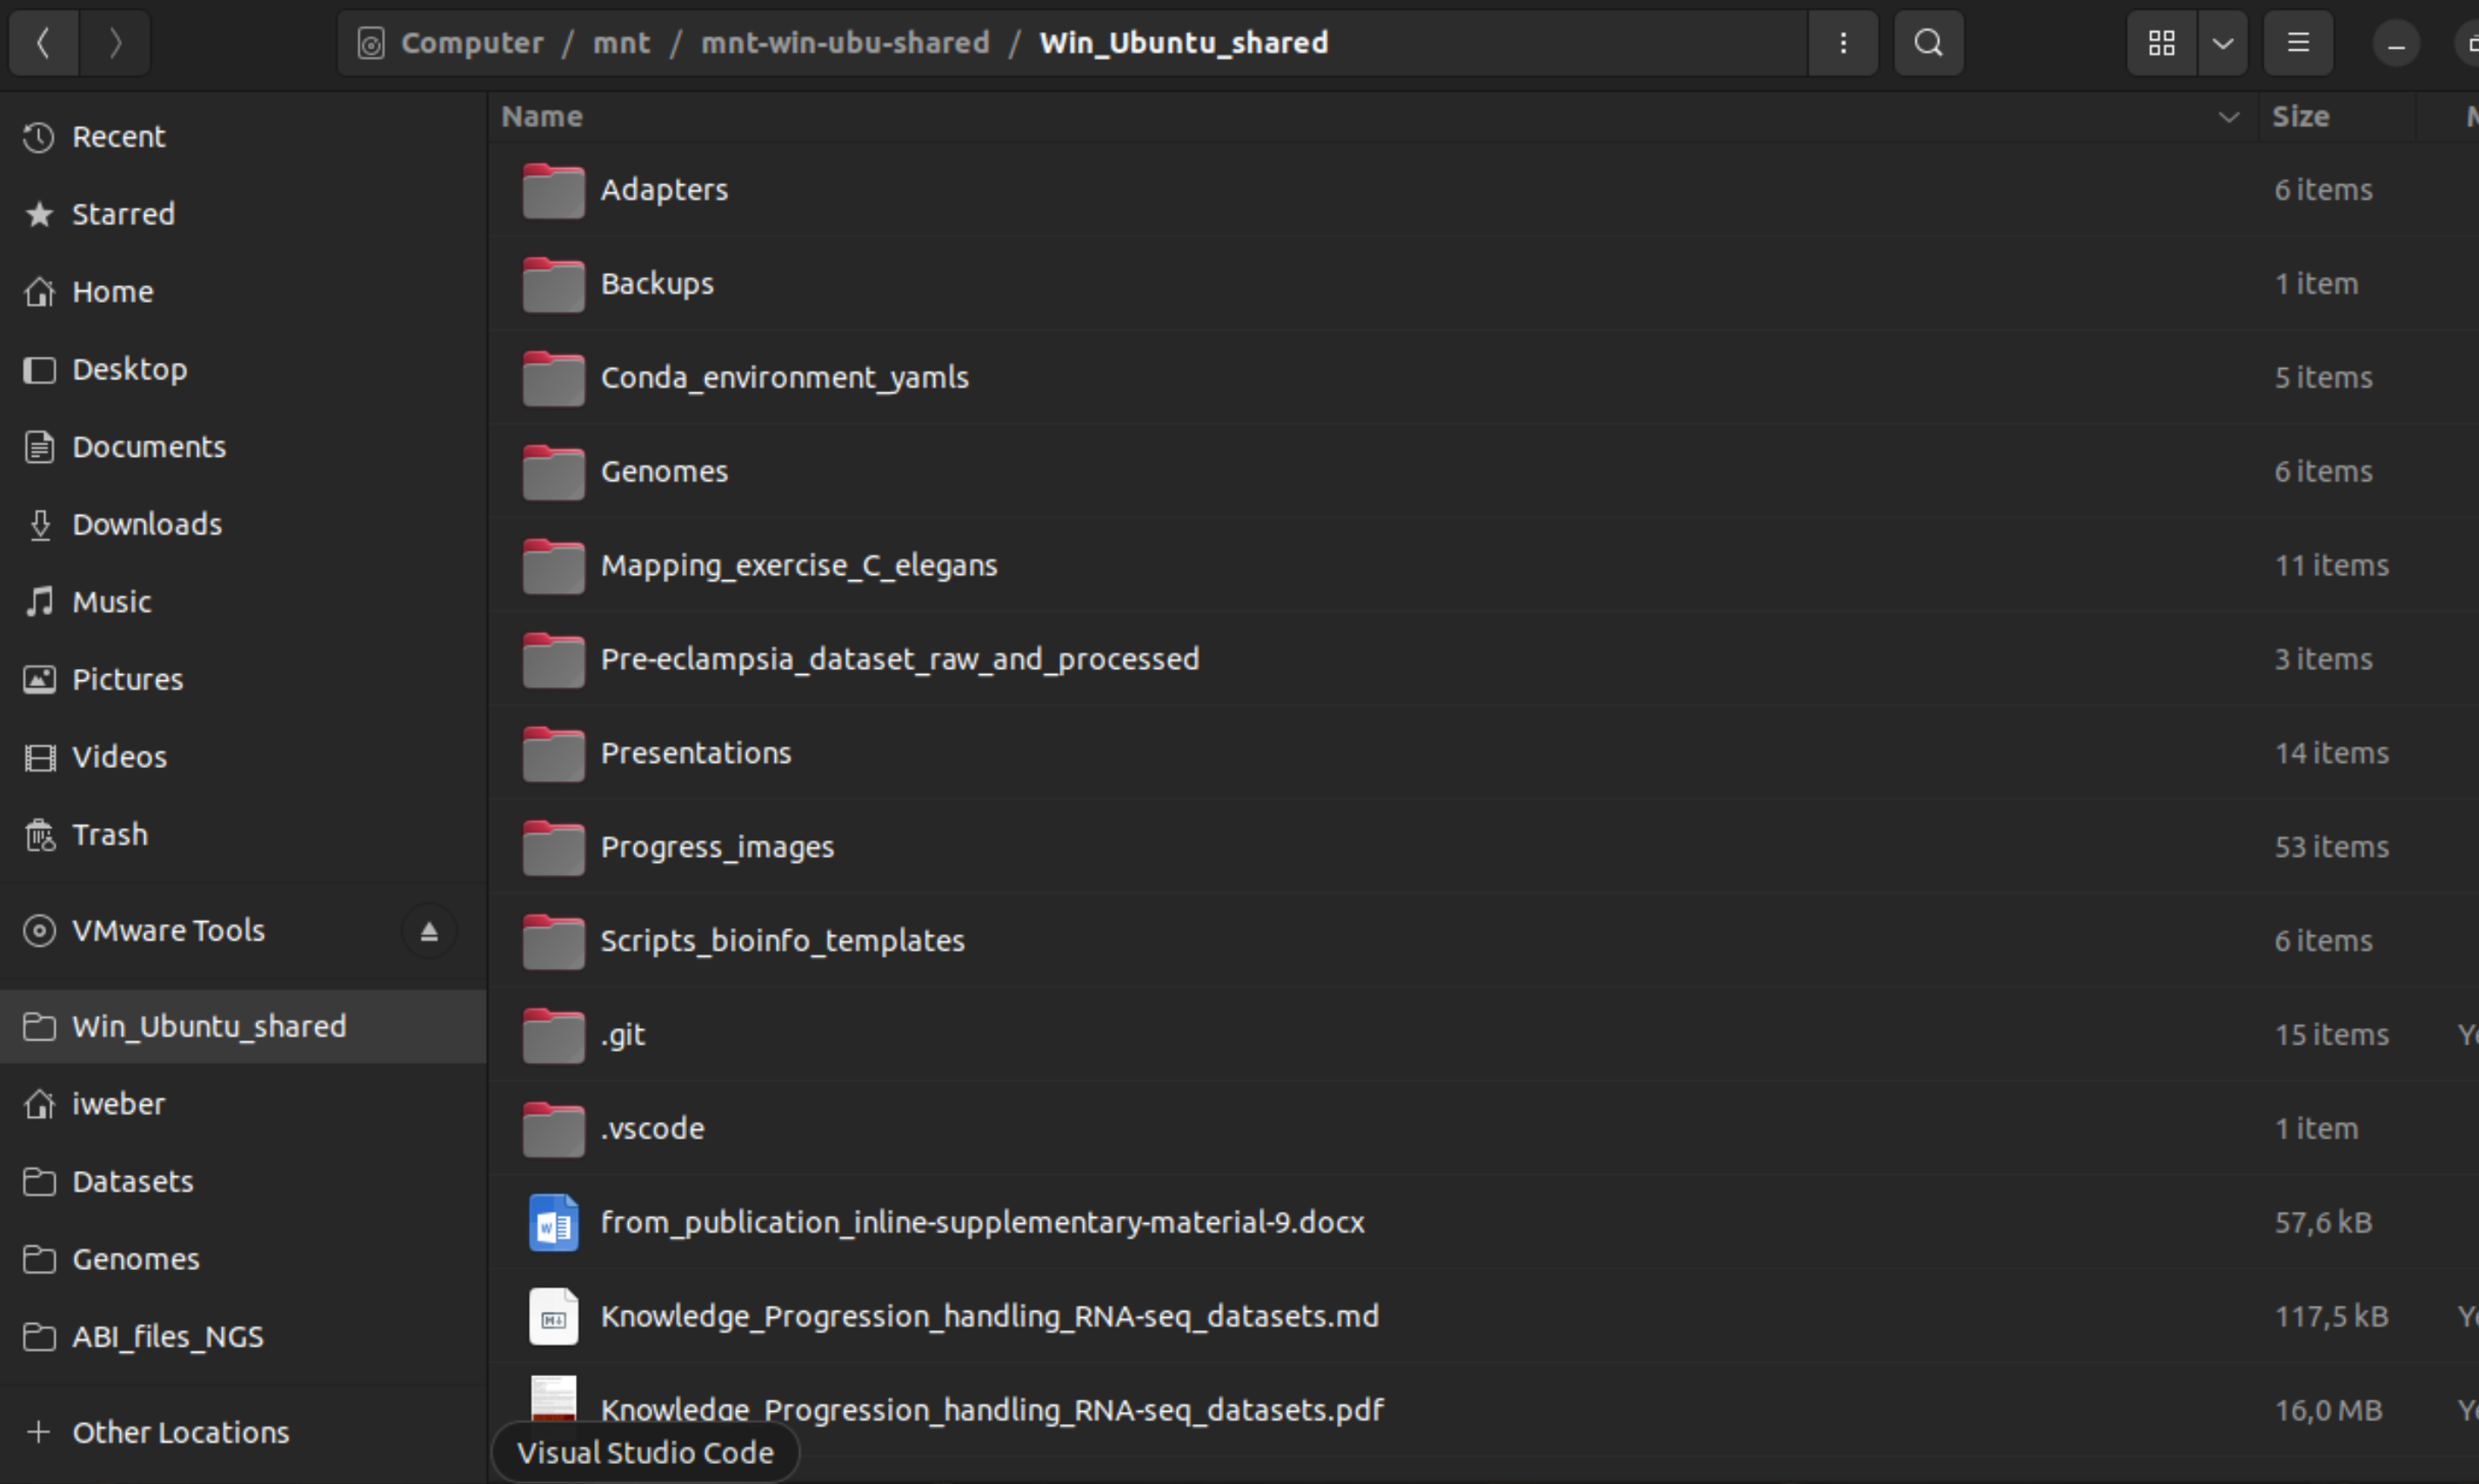 Computer / mnt / mnt-win-ubu-shared / Win_Ubuntu_shared
Recent
Starred
Home
Desktop
Documents
Downloads
Music
Pictures
Videos
Trash
VMware Tools
Win_Ubuntu_shared
iweber
Datasets
Genomes
ABI_files_NGS
+ Other Locations
Name Size M
Adapters 6 items
Backups 1 item
Conda_environment_yamls 5 items
Genomes 6 items
Mapping_exercise_C_elegans 11 items
Pre-eclampsia_dataset_raw_and_processed 3 items
Presentations 14 items
Progress_images 53 items
Scripts_bioinfo_templates 6 items
.git 15 items Ye
.vscode 1 item
from_publication_inline-supplementary-material-9.docx 57,6 kB
Knowledge_Progression_handling_RNA-seq_datasets.md 117,5 kB Ye
Knowledge_Progression_handling_RNA-seq_datasets.pdf 16,0 MB Ye
Visual Studio Code